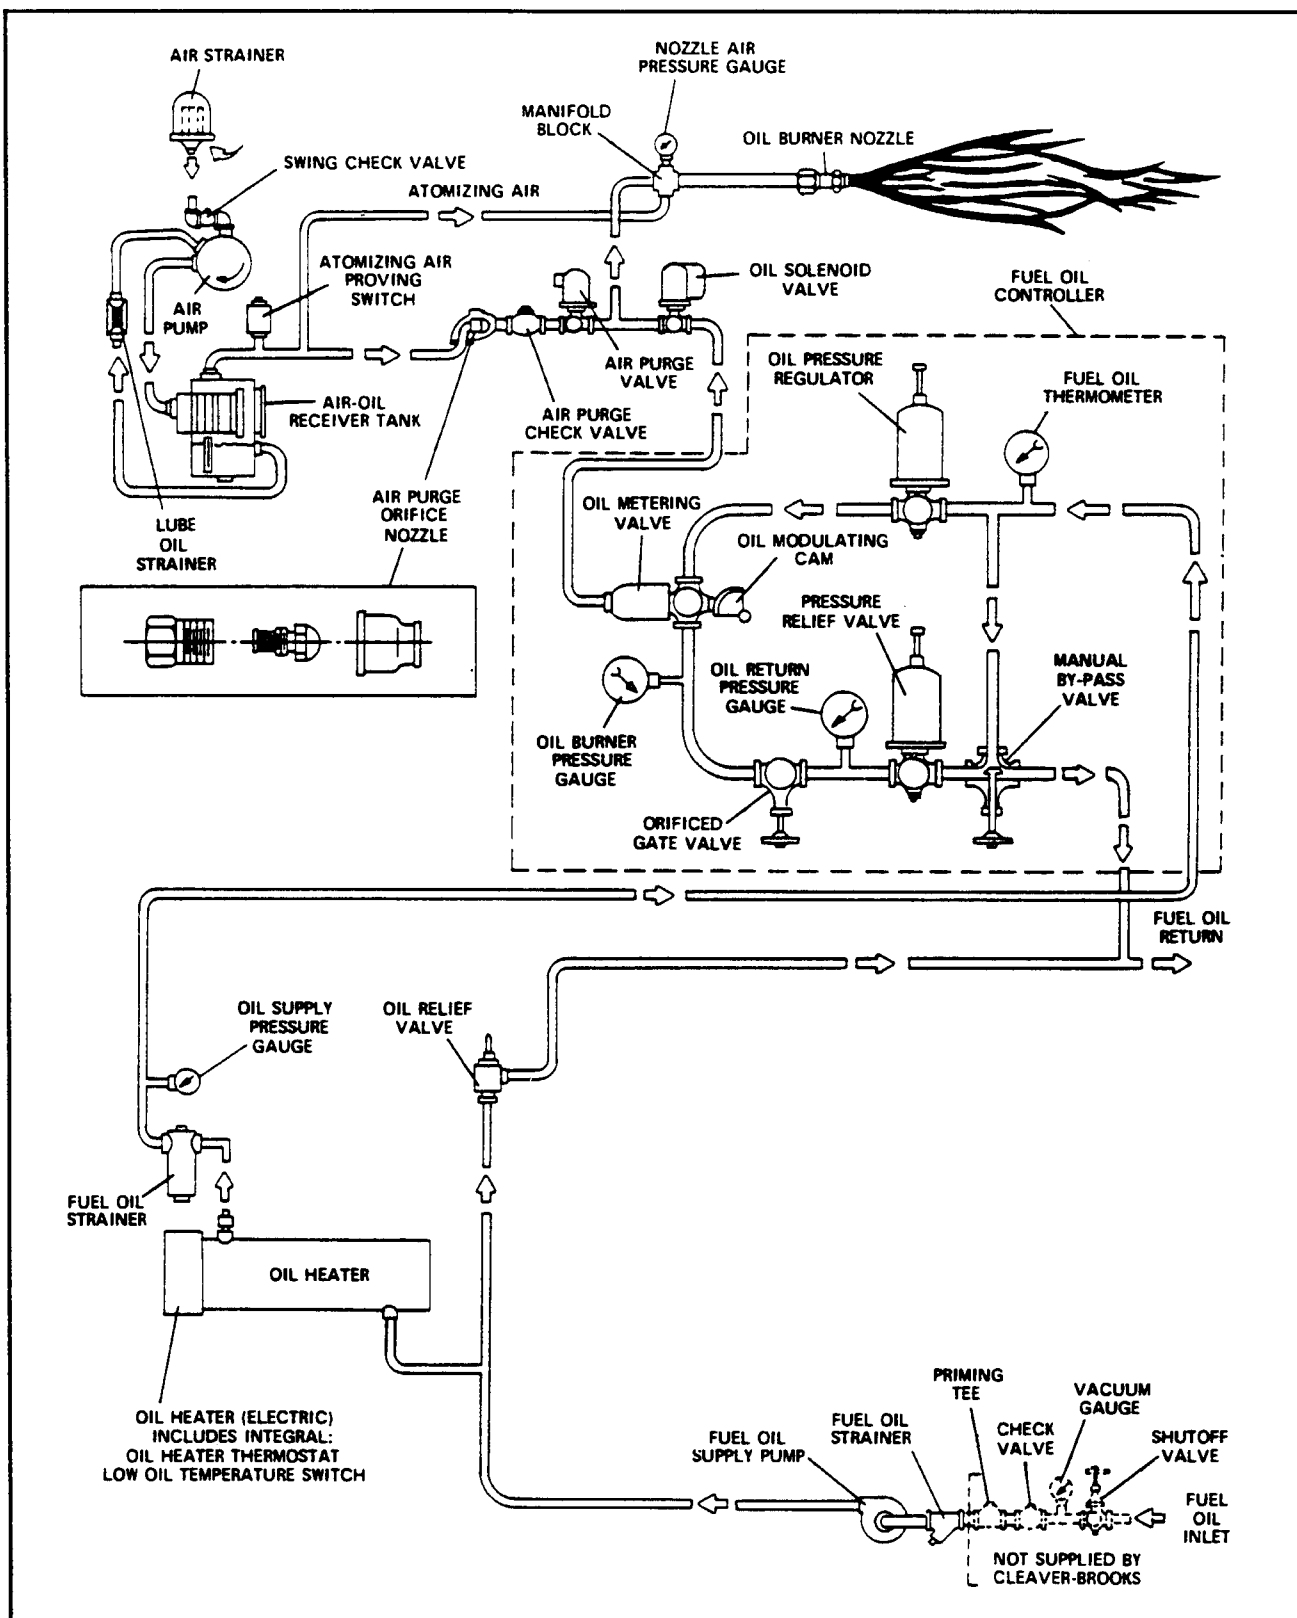 AIR STRAINER
NOZZLE AIR
PRESSURE GAUGE
MANIFOLD
BLOCK
OIL BURNER NOZZLE
SWING CHECK VALVE
ATOMIZING AIR
ATOMIZING AIR
PROVING
SWITCH
OIL SOLENOID
VALVE
FUEL OIL
CONTROLLER
AIR
PUMP
AIR PURGE
VALVE
OIL PRESSURE
REGULATOR
FUEL OIL
THERMOMETER
AIR-OIL
RECEIVER TANK
AIR PURGE
CHECK VALVE
AIR PURGE
ORIFICE
NOZZLE
LUBE
OIL
STRAINER
OIL METERING
VALVE
OIL MODULATING
CAM
PRESSURE
RELIEF VALVE
OIL RETURN
PRESSURE
GAUGE
MANUAL
BY-PASS
VALVE
OIL BURNER
PRESSURE
GAUGE
ORIFICED
GATE VALVE
FUEL OIL
RETURN
OIL SUPPLY
PRESSURE
GAUGE
OIL RELIEF
VALVE
FUEL OIL
STRAINER
OIL HEATER
OIL HEATER (ELECTRIC)
INCLUDES INTEGRAL:
OIL HEATER THERMOSTAT
LOW OIL TEMPERATURE SWITCH
PRIMING
TEE
VACUUM
GAUGE
FUEL OIL
STRAINER
CHECK
VALVE
SHUTOFF
VALVE
FUEL OIL
SUPPLY PUMP
FUEL
OIL
INLET
NOT SUPPLIED BY
CLEAVER-BROOKS